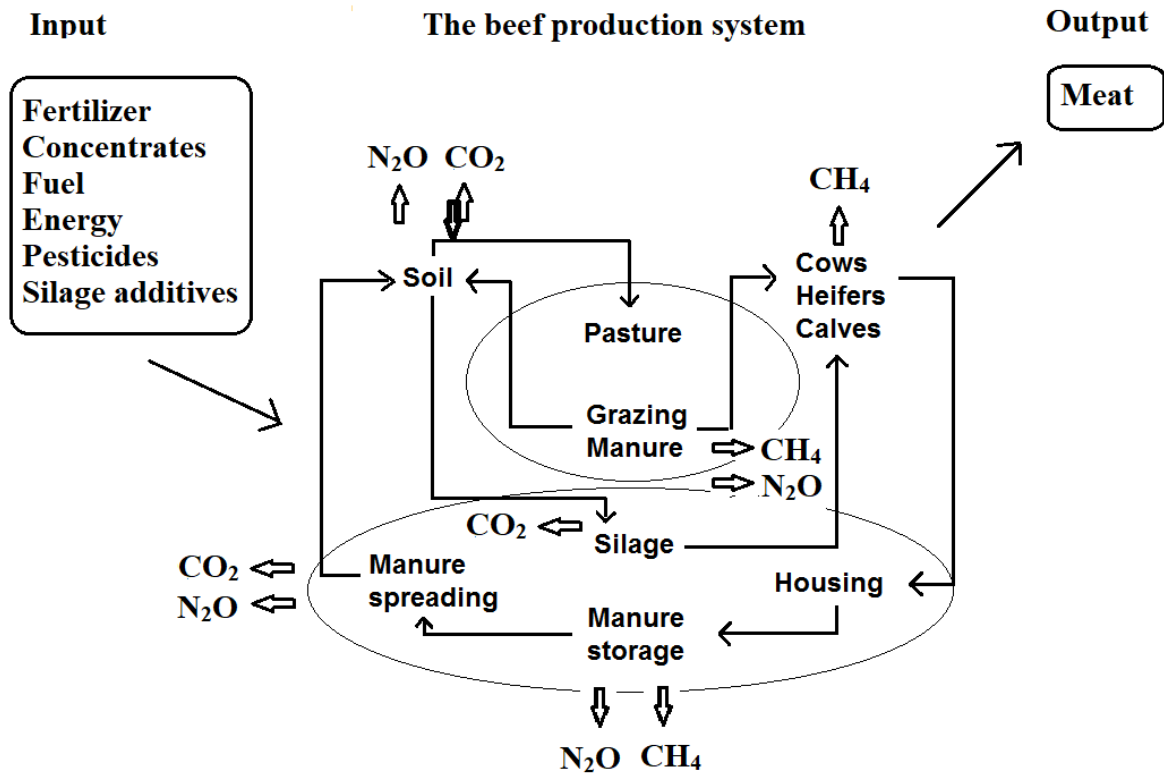 Input
The beef production system
Output
Fertilizer
Concentrates
Fuel
Energy
Pesticides
Silage additives
Meat
N₂O CO₂
CH₄
Soil
Cows
Heifers
Calves
Pasture
Grazing
Manure
CH₄
N₂O
CO₂
Silage
CO₂
N₂O
Manure
spreading
Housing
Manure
storage
N₂O CH₄